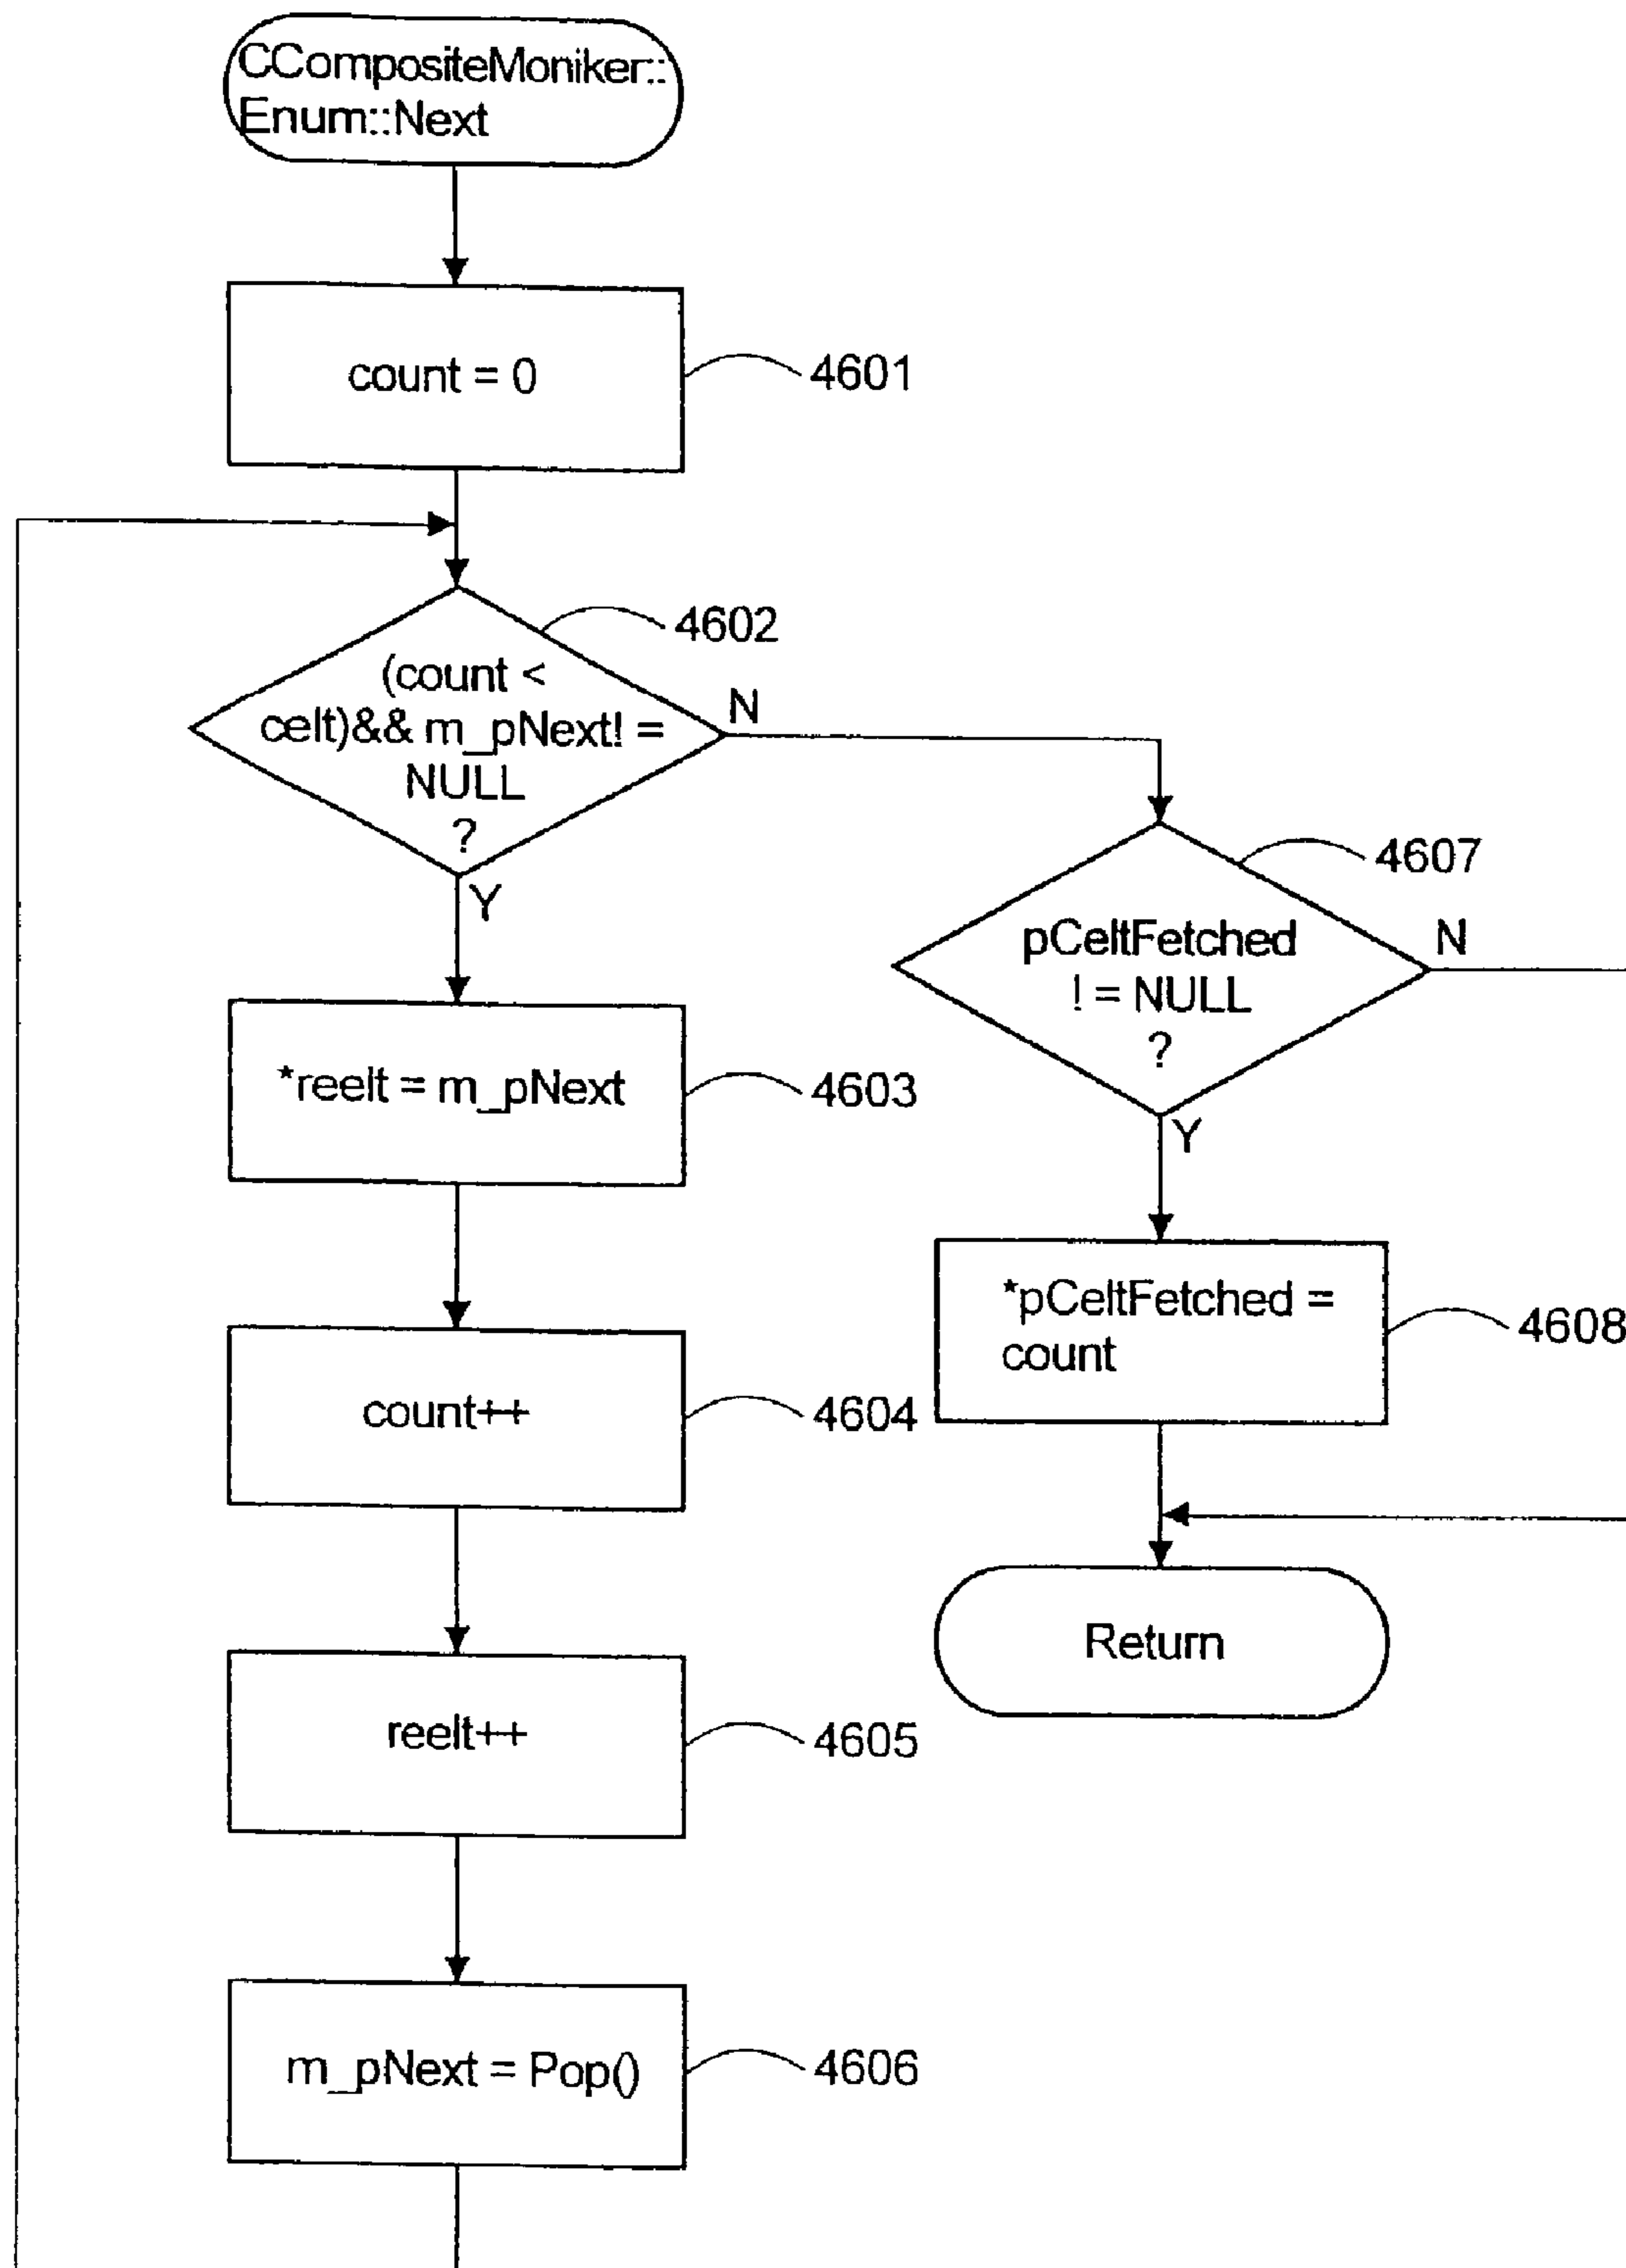 CCompositeMoniker::
Enum::Next
count = 0
4601
4602
(count <
celt)&& m_pNext! =
NULL
?
N
Y
4607
pCeltFetched
! = NULL
?
N
Y
*reelt = m_pNext
4603
*pCeltFetched =
count
4608
count++
4604
Return
reelt++
4605
m_pNext = Pop()
4606